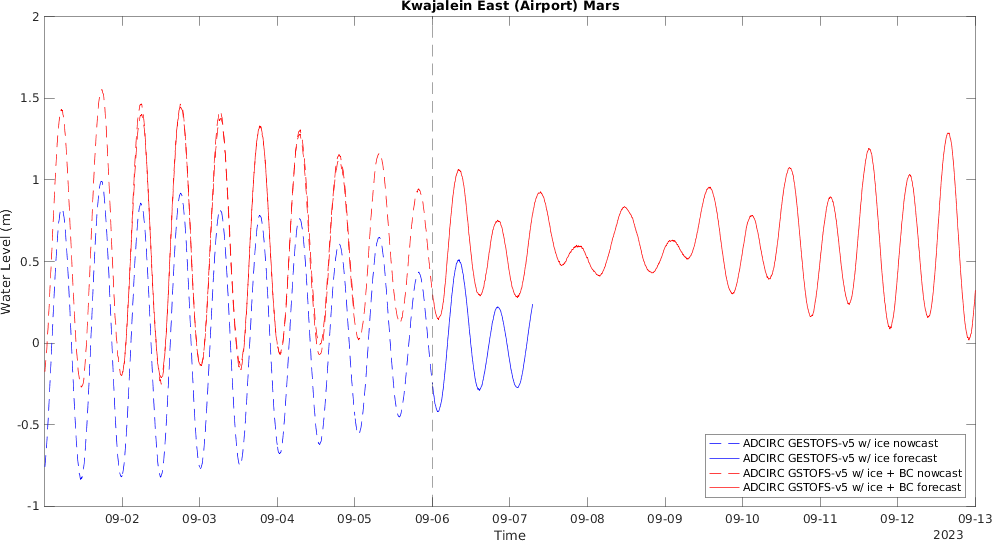 Kwajalein East (Airport) Mars
Water Level (m)
2
1.5
1
0.5
0
-0.5
-1
09-02 09-03 09-04 09-05 09-06 09-07 09-08 09-09 09-10 09-11 09-12 09-13
Time
2023
ADCIRC GESTOFS-v5 w/ ice nowcast
ADCIRC GESTOFS-v5 w/ ice forecast
ADCIRC GSTOFS-v5 w/ ice + BC nowcast
ADCIRC GSTOFS-v5 w/ ice + BC forecast